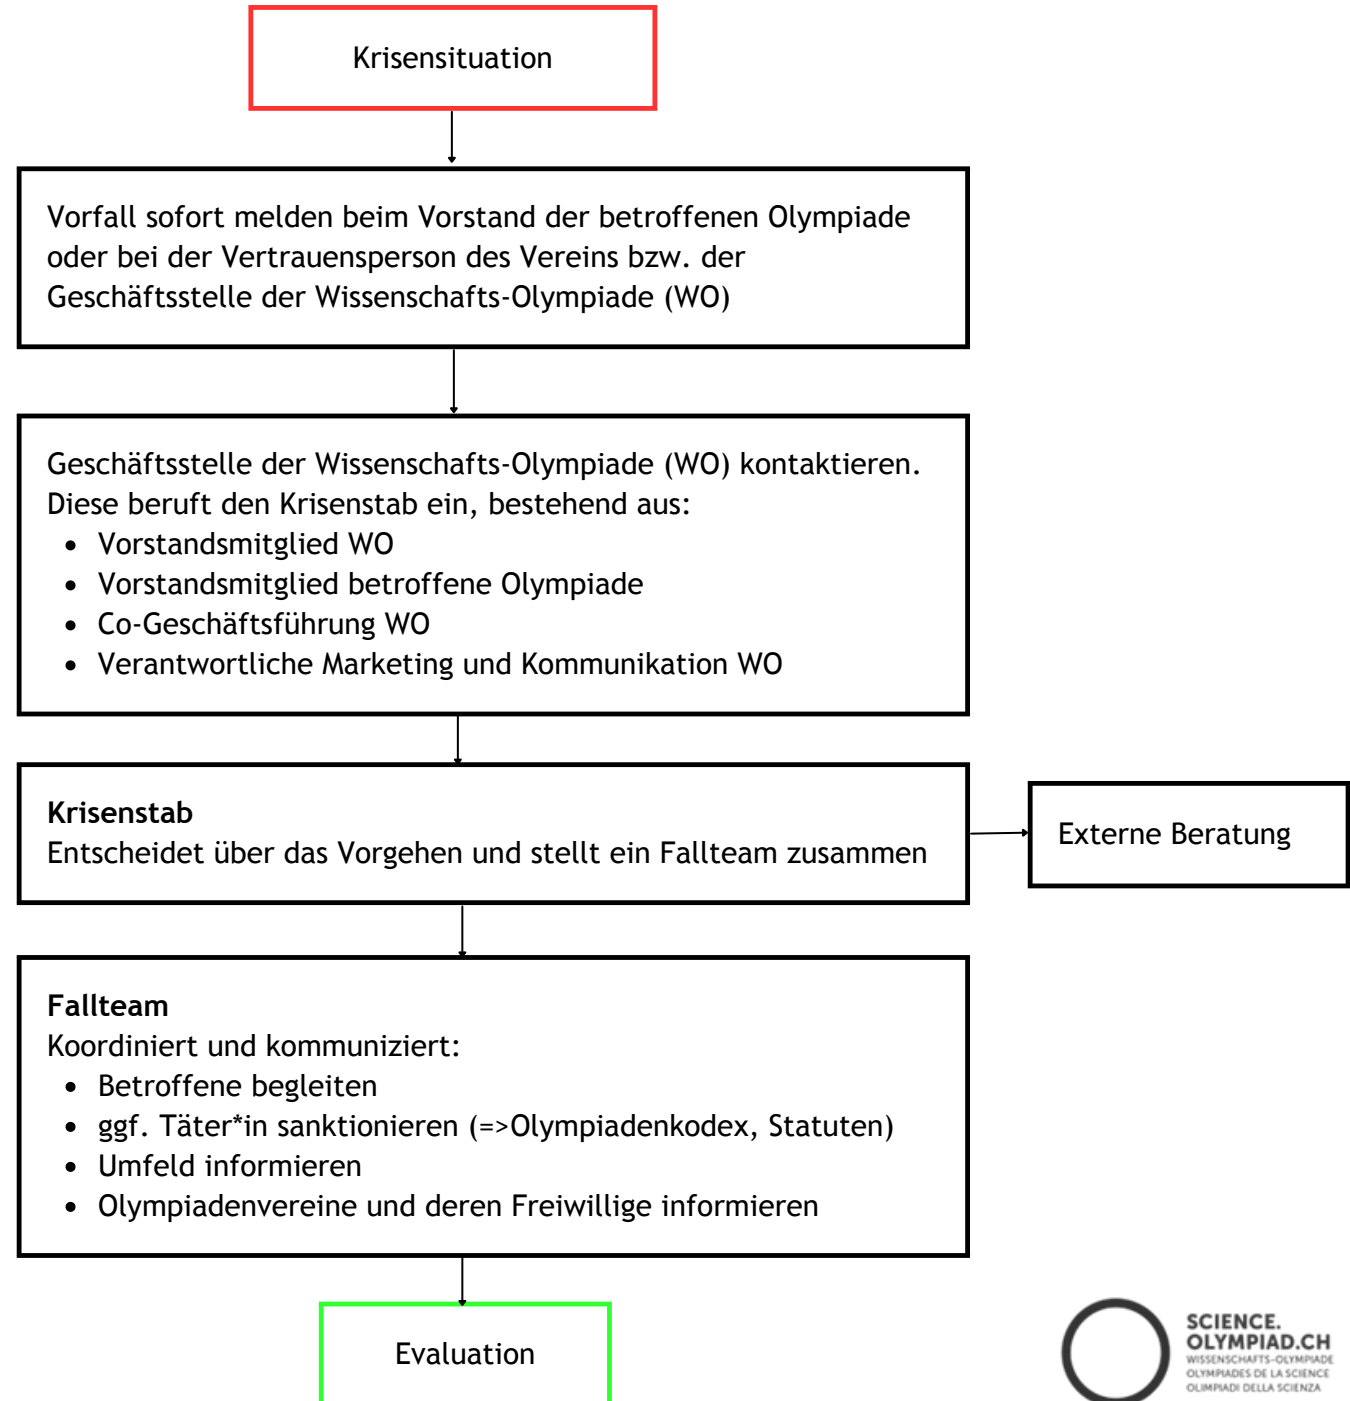 Krisensituation
Vorfall sofort melden beim Vorstand der betroffenen Olympiade
oder bei der Vertrauensperson des Vereins bzw. der
Geschäftsstelle der Wissenschafts-Olympiade (WO)
Geschäftsstelle der Wissenschafts-Olympiade (WO) kontaktieren.
Diese beruft den Krisenstab ein, bestehend aus:
• Vorstandsmitglied WO
• Vorstandsmitglied betroffene Olympiade
• Co-Geschäftsführung WO
• Verantwortliche Marketing und Kommunikation WO
Krisenstab
Entscheidet über das Vorgehen und stellt ein Fallteam zusammen
Externe Beratung
Fallteam
Koordiniert und kommuniziert:
• Betroffene begleiten
• ggf. Täter*in sanktionieren (=>Olympiadenkodex, Statuten)
• Umfeld informieren
• Olympiadenvereine und deren Freiwillige informieren
Evaluation
SCIENCE.
OLYMPIAD.CH
WISSENSCHAFTS-OLYMPIADE
OLYMPIADES DE LA SCIENCE
OLIMPIADI DELLA SCIENZA